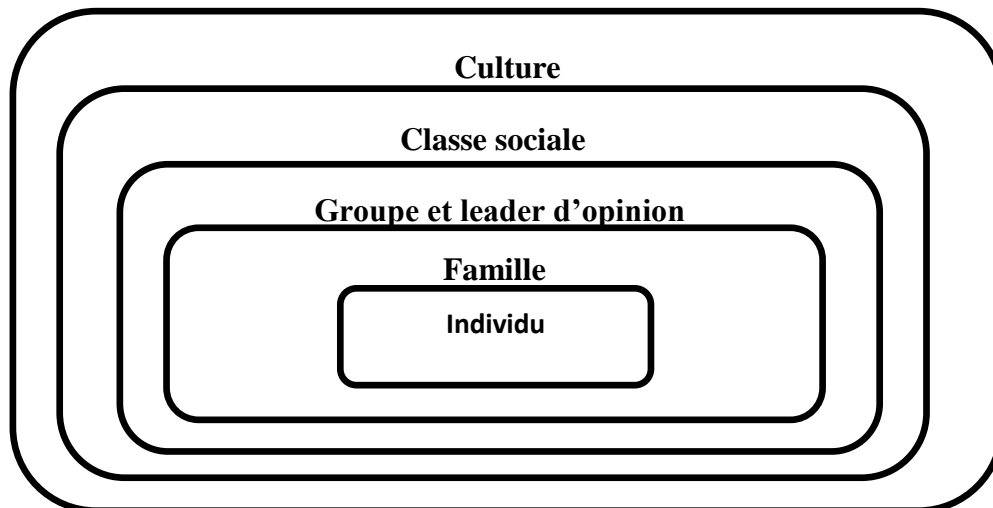 Culture
Classe sociale
Groupe et leader d’opinion
Famille
Individu